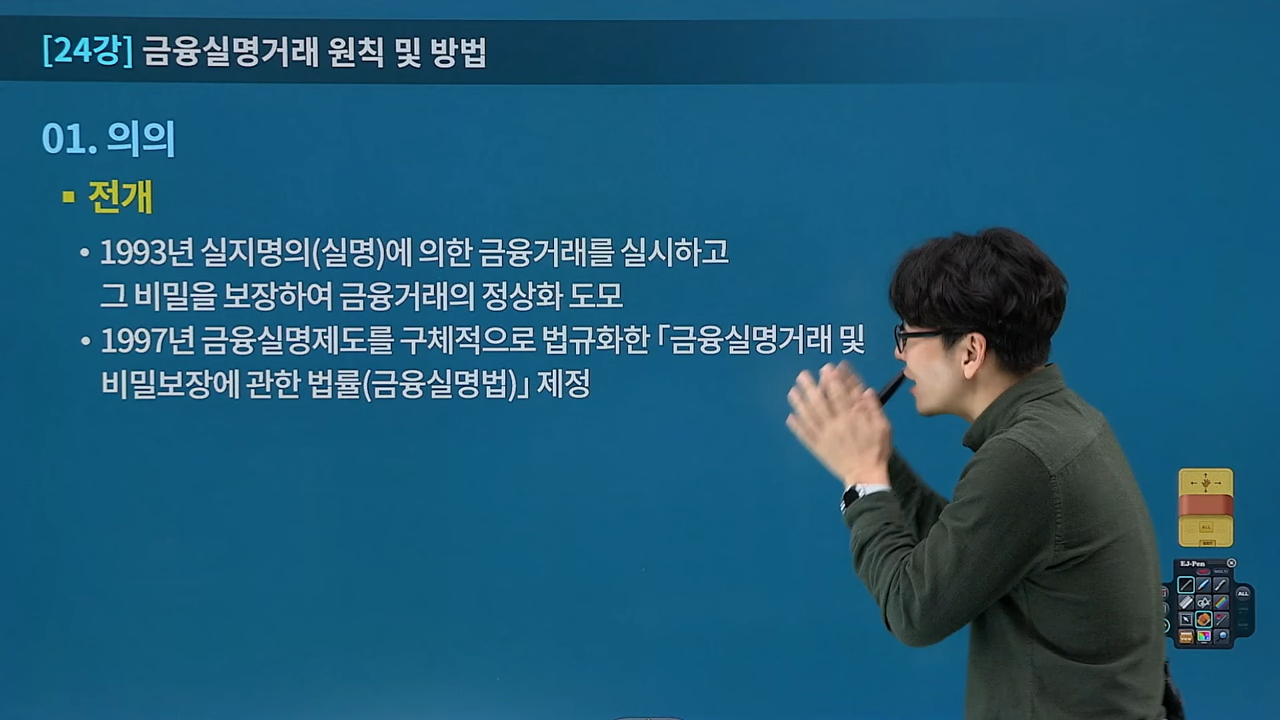 [24강] 금융실명거래 원칙 및 방법
01. 의의
▪ 전개
• 1993년 실지명의(실명)에 의한 금융거래를 실시하고
그 비밀을 보장하여 금융거래의 정상화 도모
• 1997년 금융실명제도를 구체적으로 법규화한 「금융실명거래 및
비밀보장에 관한 법률(금융실명법)」 제정
ALL
EJ-Pen
ALL